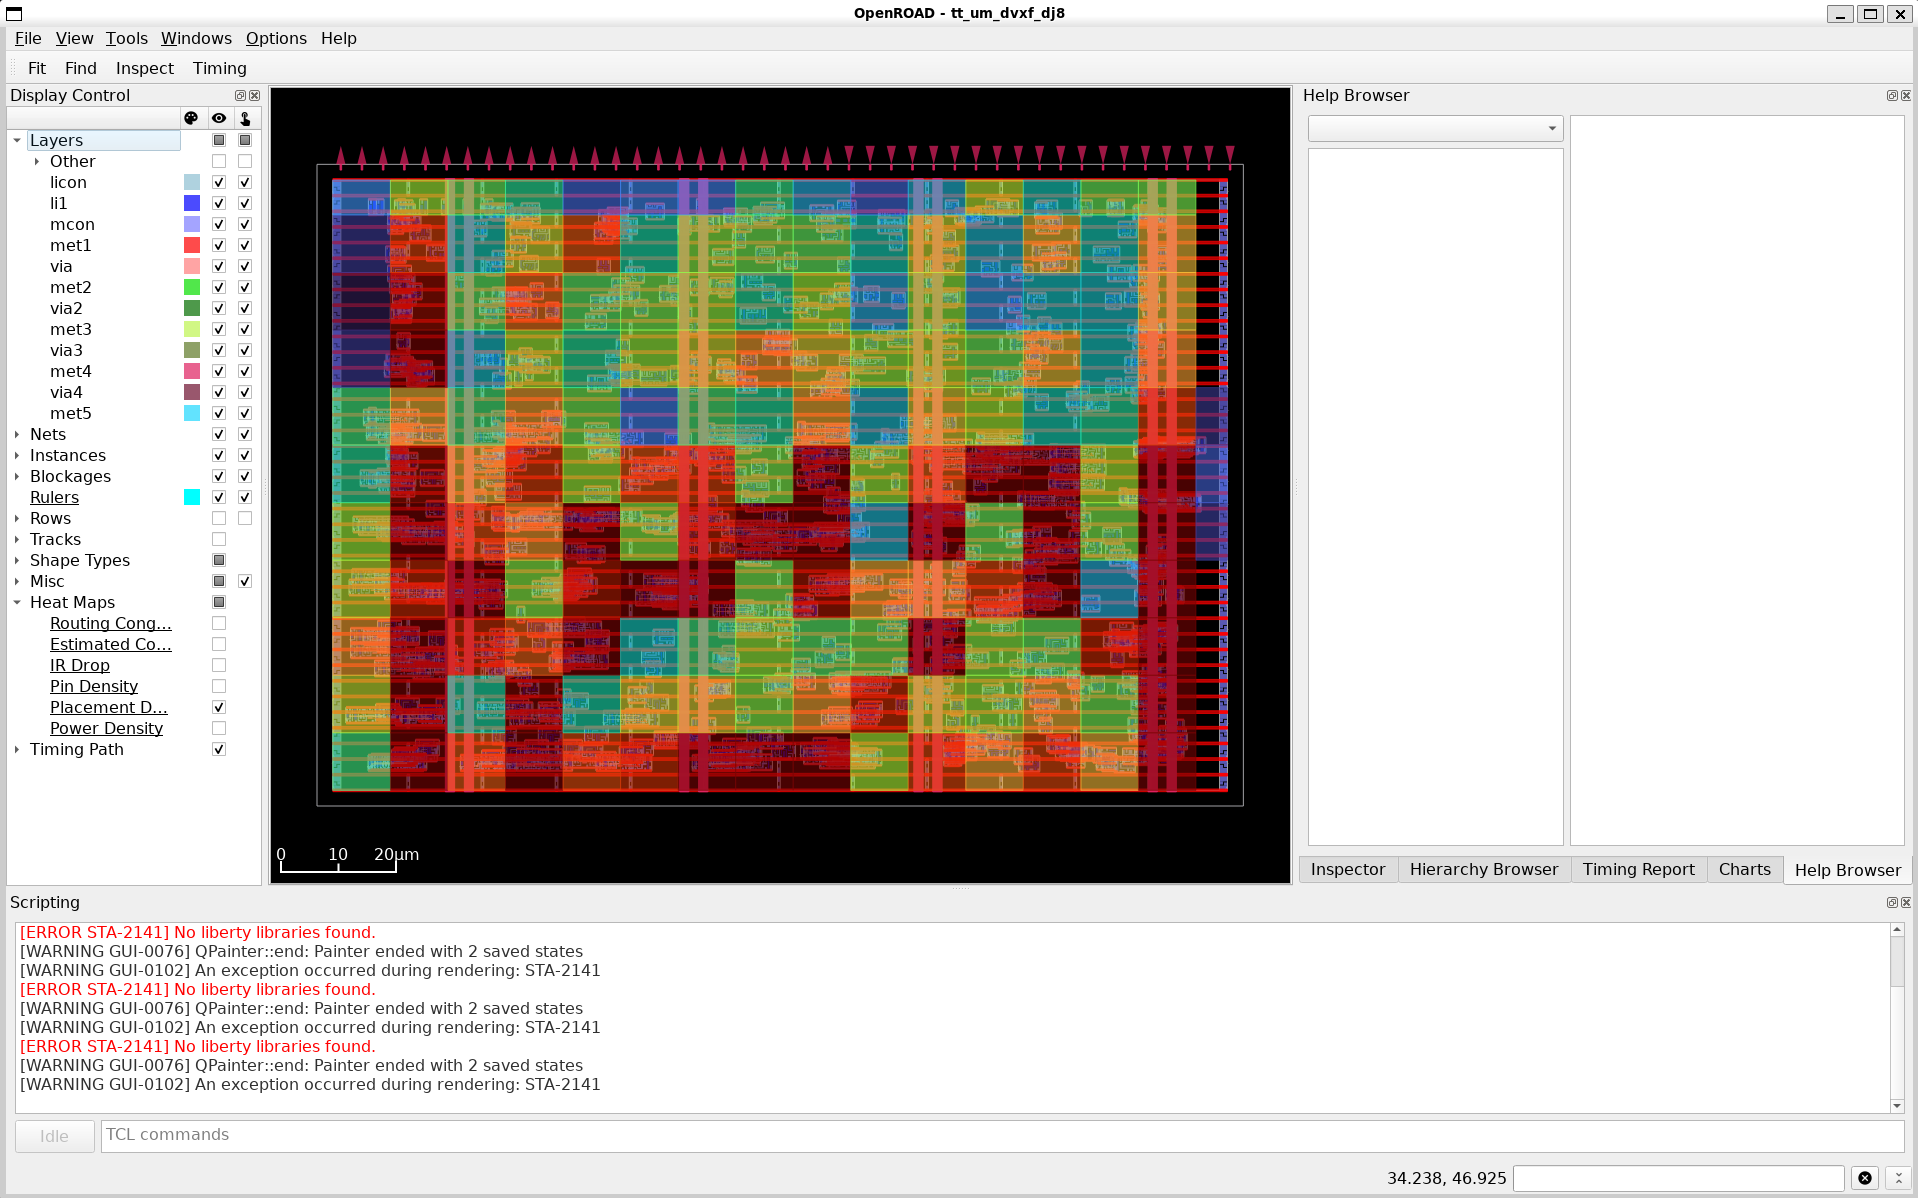 OpenROAD - tt_um_dvxf_dj8
File View Tools Windows Options Help
Fit Find Inspect Timing
Display Control
Help Browser
Layers
Other
licon
li1
mcon
met1
via
met2
via2
met3
via3
met4
via4
met5
Nets
Instances
Blockages
Rulers
Rows
Tracks
Shape Types
Misc
Heat Maps
Routing Cong...
Estimated Co...
IR Drop
Pin Density
Placement D...
Power Density
Timing Path
0 10 20μm
Inspector Hierarchy Browser Timing Report Charts Help Browser
Scripting
[ERROR STA-2141] No liberty libraries found.
[WARNING GUI-0076] QPainter::end: Painter ended with 2 saved states
[WARNING GUI-0102] An exception occurred during rendering: STA-2141
[ERROR STA-2141] No liberty libraries found.
[WARNING GUI-0076] QPainter::end: Painter ended with 2 saved states
[WARNING GUI-0102] An exception occurred during rendering: STA-2141
[ERROR STA-2141] No liberty libraries found.
[WARNING GUI-0076] QPainter::end: Painter ended with 2 saved states
[WARNING GUI-0102] An exception occurred during rendering: STA-2141
Idle TCL commands
34.238, 46.925